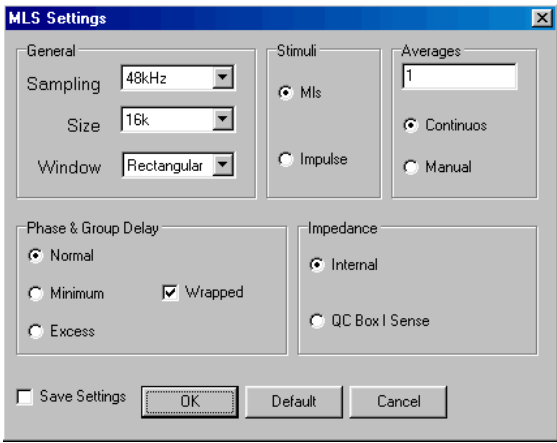 MLS Settings
General
Sampling 48kHz
Size 16k
Window Rectangular
Stimuli
Mls
Impulse
Averages
1
Continuos
Manual
Phase & Group Delay
Normal
Minimum
Wrapped
Excess
Impedance
Internal
QC Box I Sense
Save Settings
OK
Default
Cancel